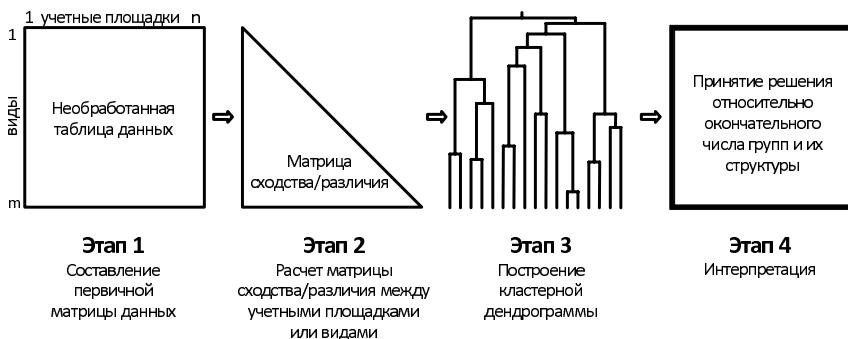 1 учетные площадки n
1
виды
m
Необработанная
таблица данных
Матрица
сходства/различия
Принятие решения
относительно
окончательного
числа групп и их
структуры
Этап 1
Составление
первичной
матрицы данных
Этап 2
Расчет матрицы
сходства/различия между
учетными площадками
или видами
Этап 3
Построение
кластерной
дендрограммы
Этап 4
Интерпретация